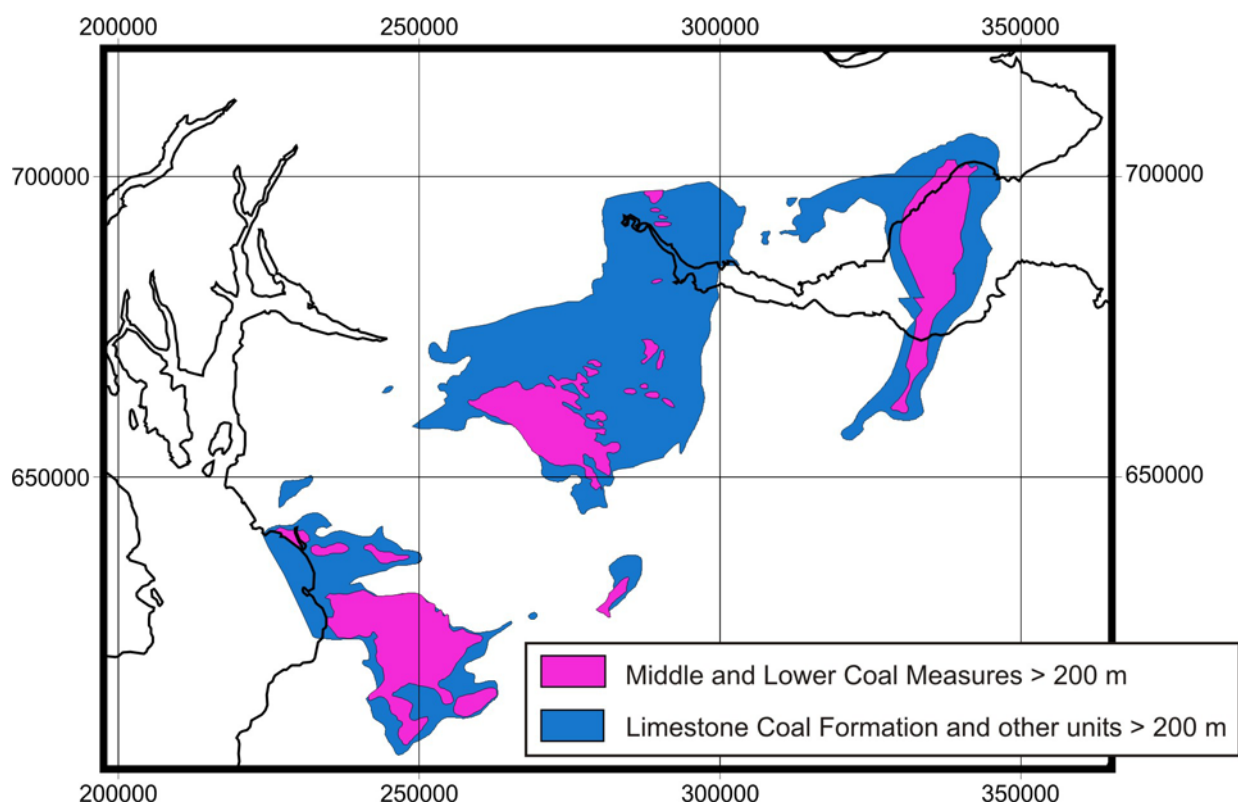 200000 250000 300000 350000
700000 700000
650000 650000
Middle and Lower Coal Measures > 200 m
Limestone Coal Formation and other units > 200 m
200000 250000 300000 350000